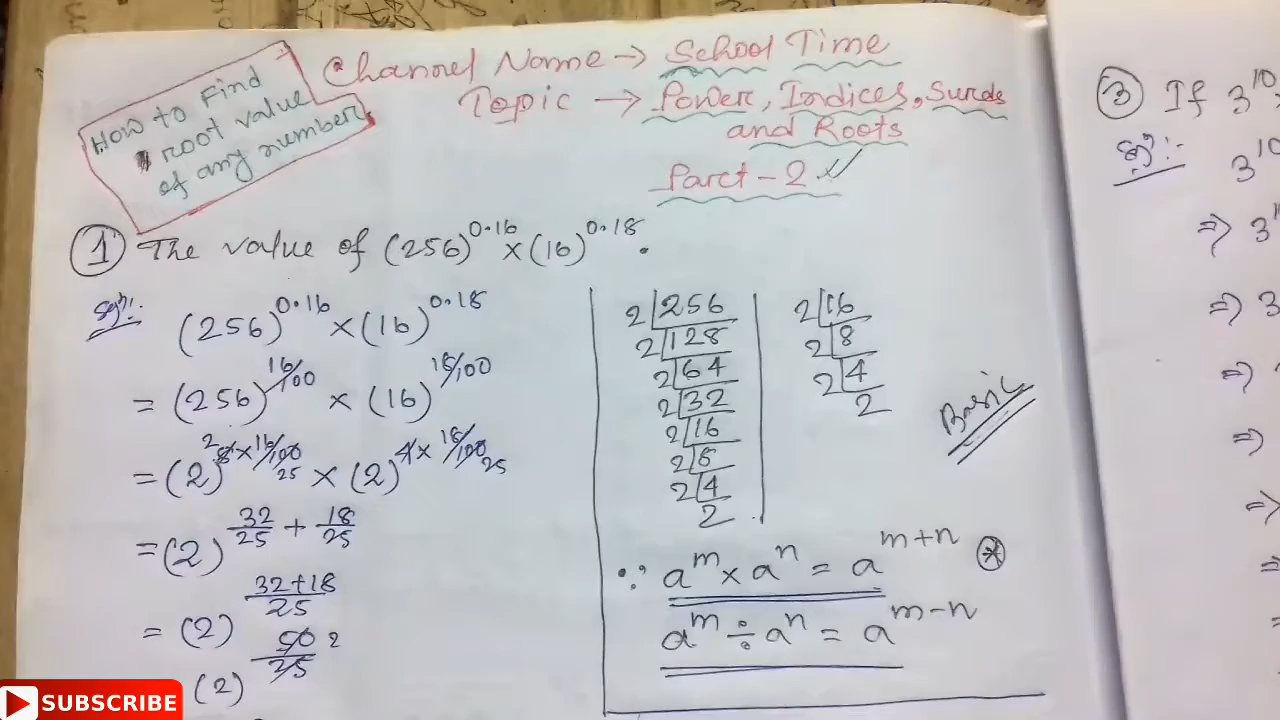 How to Find
root value
of any number
Channel Name → School Time
Topic → Power, Indices, Surds
and Roots
Part - 2 ✓
① The value of (256)^0.16 × (16)^0.18.
Solⁿ:-
(256)^0.16 × (16)^0.18
= (256)^16/100 × (16)^18/100
= (2)^8×16/100 × (2)^4×18/100
2 25 25
= (2)^32/25 + 18/25
= (2)^32+18/25
(2)^50/25 2
2 256
2 128
2 64
2 32
2 16
2 8
2 4
2
2 16
2 8
2 4
2
Basic
∵ a^m × a^n = a^m+n
a^m ÷ a^n = a^m-n
③ If 3^10
Solⁿ:-
3^10
⇒ 3
⇒ 3
⇒
⇒
⇒
⇒
SUBSCRIBE